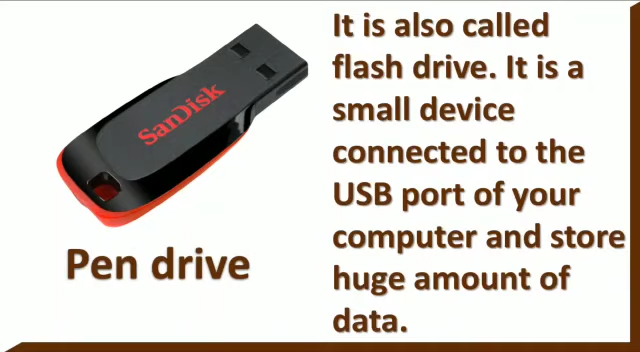 SanDisk
Pen drive
It is also called
flash drive. It is a
small device
connected to the
USB port of your
computer and store
huge amount of
data.